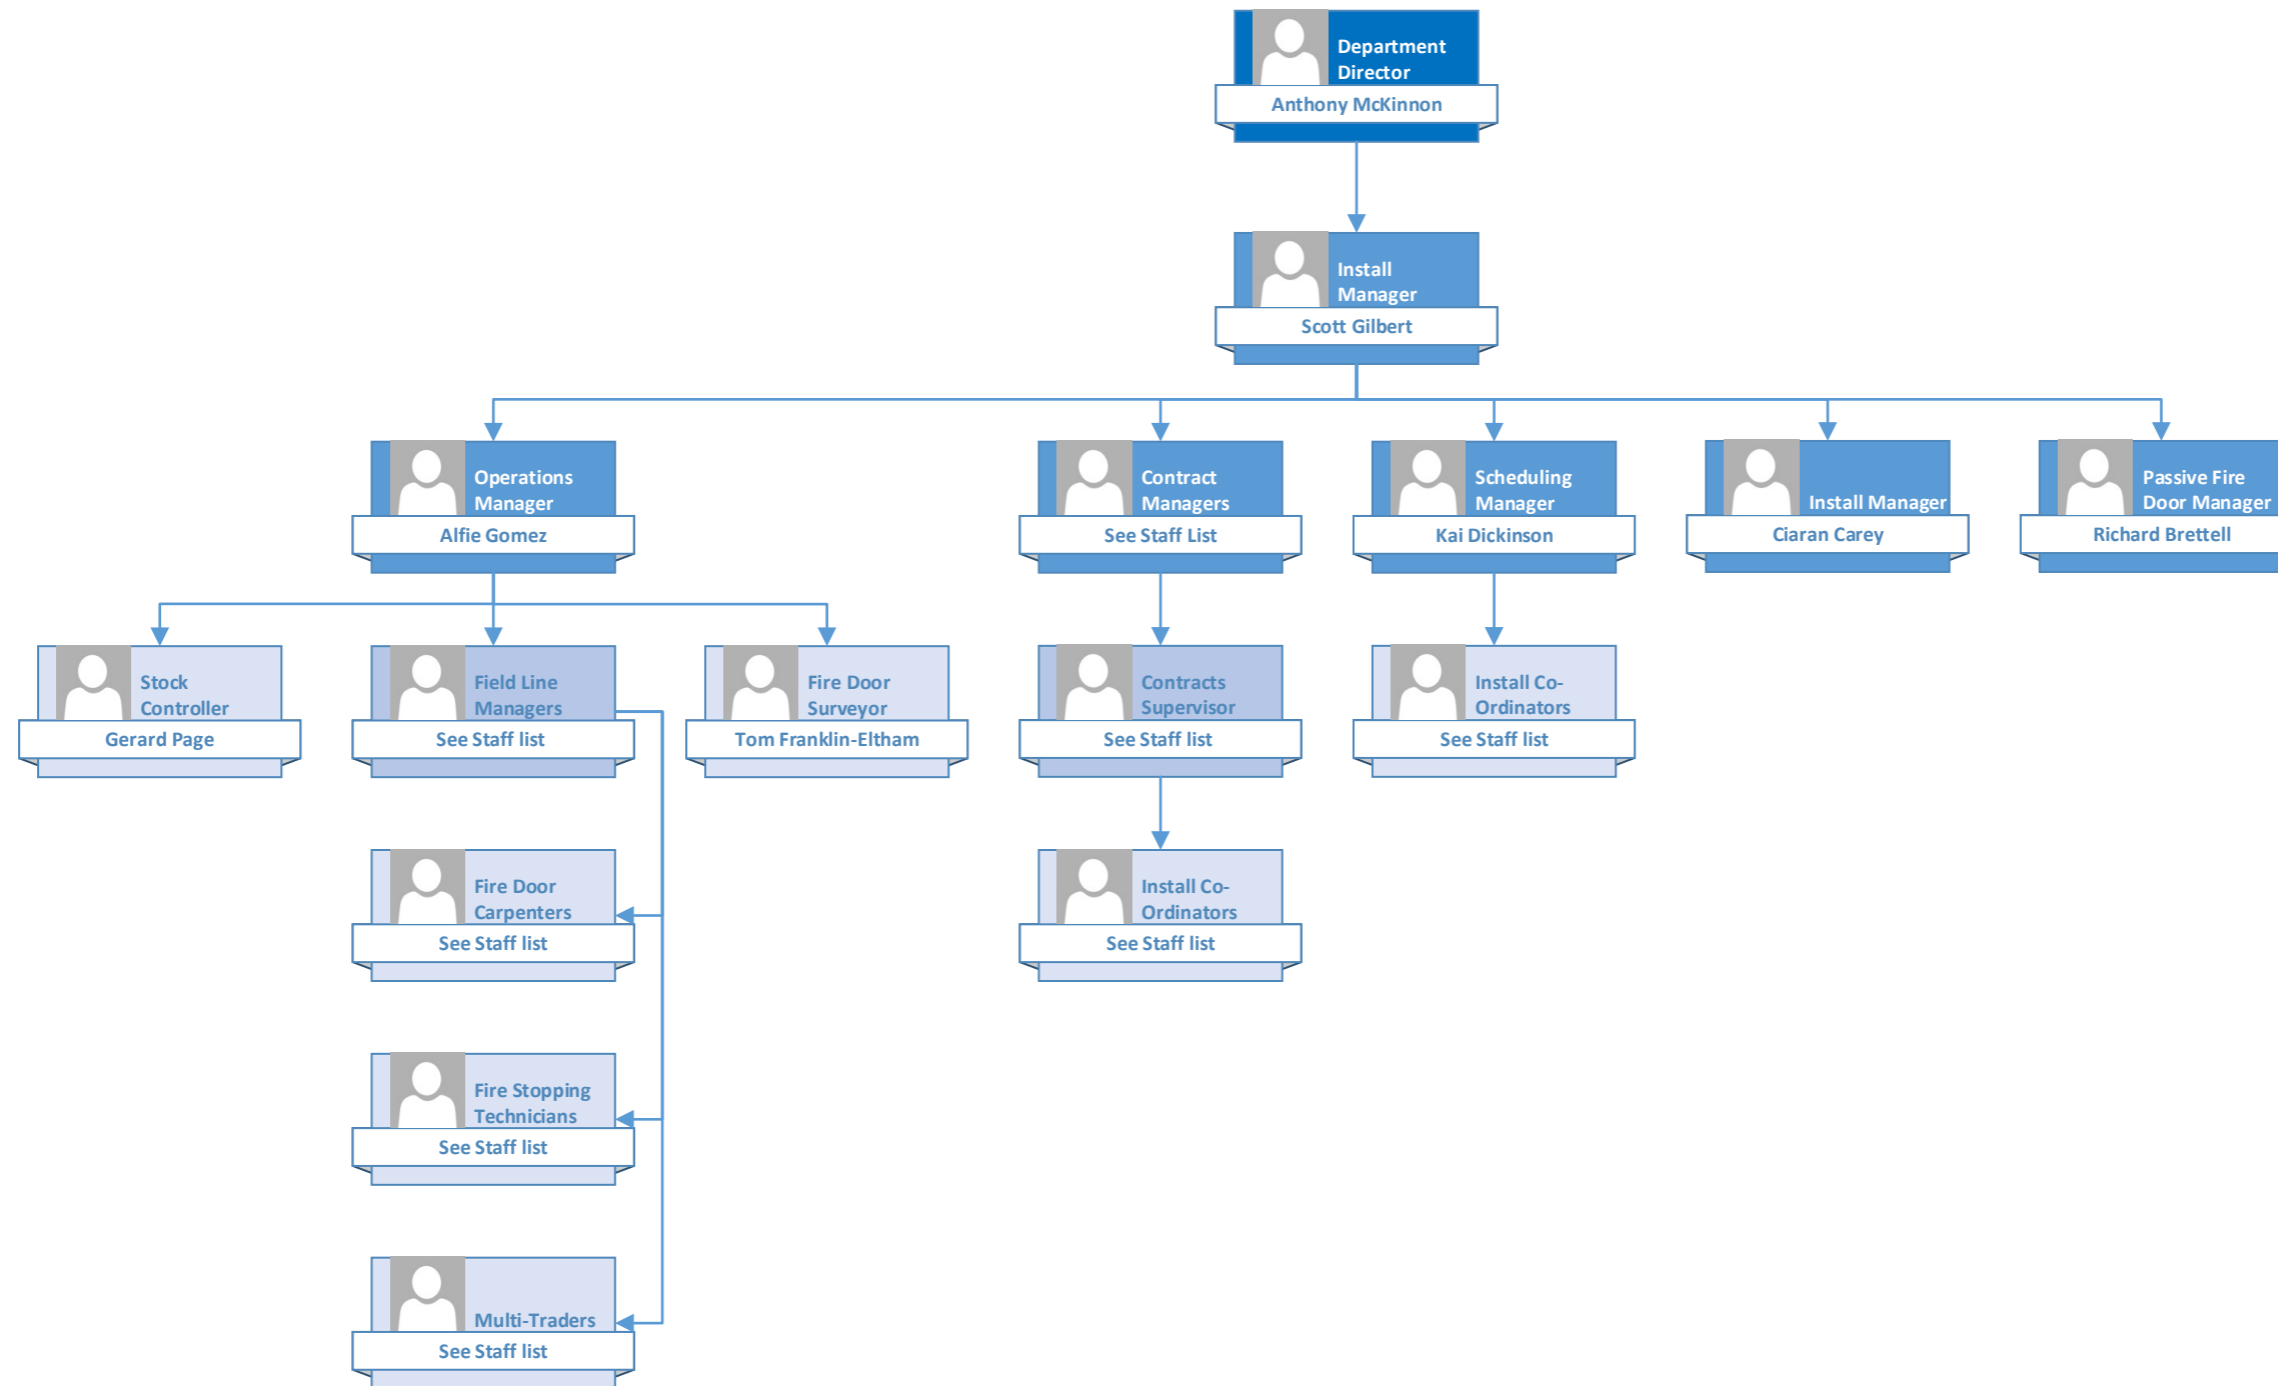 Department
Director
Anthony McKinnon
Install
Manager
Scott Gilbert
Operations
Manager
Alfie Gomez
Contract
Managers
See Staff List
Scheduling
Manager
Kai Dickinson
Install Manager
Ciaran Carey
Passive Fire
Door Manager
Richard Brettell
Stock
Controller
Gerard Page
Field Line
Managers
See Staff list
Fire Door
Surveyor
Tom Franklin-Eltham
Contracts
Supervisor
See Staff list
Install Co-
Ordinators
See Staff list
Fire Door
Carpenters
See Staff list
Install Co-
Ordinators
See Staff list
Fire Stopping
Technicians
See Staff list
Multi-Traders
See Staff list